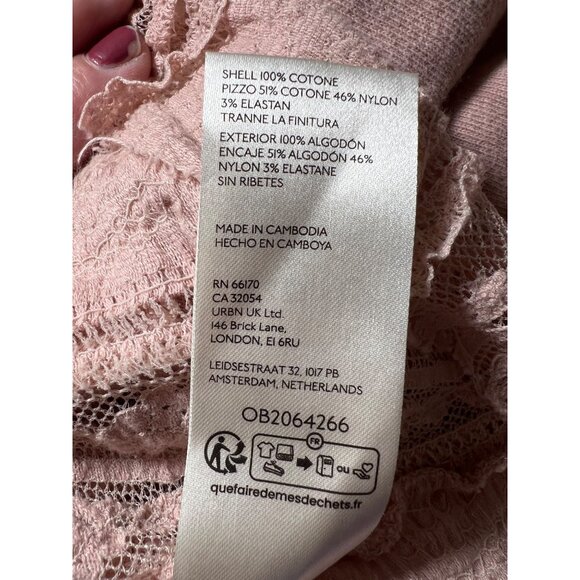 SHELL 100% COTONE
PIZZO 51% COTONE 46% NYLON
3% ELASTAN
TRANNE LA FINITURA
EXTERIOR 100% ALGODÓN
ENCAJE 51% ALGODÓN 46%
NYLON 3% ELASTANE
SIN RIBETES
MADE IN CAMBODIA
HECHO EN CAMBOYA
RN 66170
CA 32054
URBN UK Ltd.
146 Brick Lane,
LONDON, E1 6RU
LEIDSESTRAAT 32, 1017 PB
AMSTERDAM, NETHERLANDS
OB2064266
FR
ou
quefairedemesdechets.fr